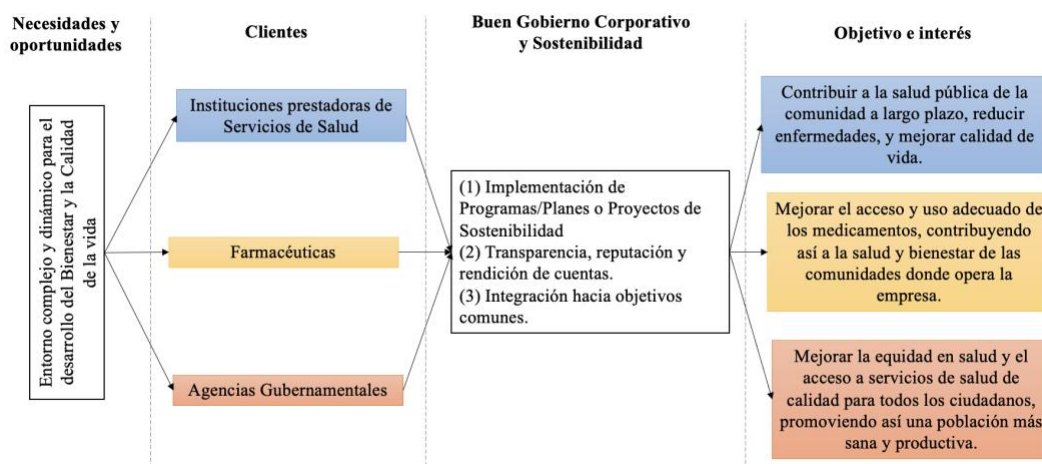 Necesidades y
oportunidades
Clientes
Buen Gobierno Corporativo
y Sostenibilidad
Objetivo e interés
Entorno complejo y dinámico para el
desarrollo del Bienestar y la Calidad
de la vida
Instituciones prestadoras de
Servicios de Salud
Farmacéuticas
Agencias Gubernamentales
(1) Implementación de
Programas/Planes o Proyectos de
Sostenibilidad
(2) Transparencia, reputación y
rendición de cuentas.
(3) Integración hacia objetivos
comunes.
Contribuir a la salud pública de la
comunidad a largo plazo, reducir
enfermedades, y mejorar calidad de
vida.
Mejorar el acceso y uso adecuado de
los medicamentos, contribuyendo
así a la salud y bienestar de las
comunidades donde opera la
empresa.
Mejorar la equidad en salud y el
acceso a servicios de salud de
calidad para todos los ciudadanos,
promoviendo así una población más
sana y productiva.